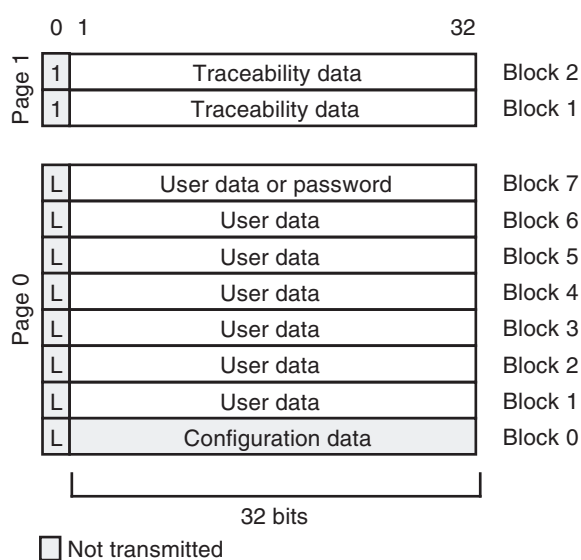 0 1 32
Page 1
1 Traceability data Block 2
1 Traceability data Block 1
Page 0
L User data or password Block 7
L User data Block 6
L User data Block 5
L User data Block 4
L User data Block 3
L User data Block 2
L User data Block 1
L Configuration data Block 0
32 bits
Not transmitted